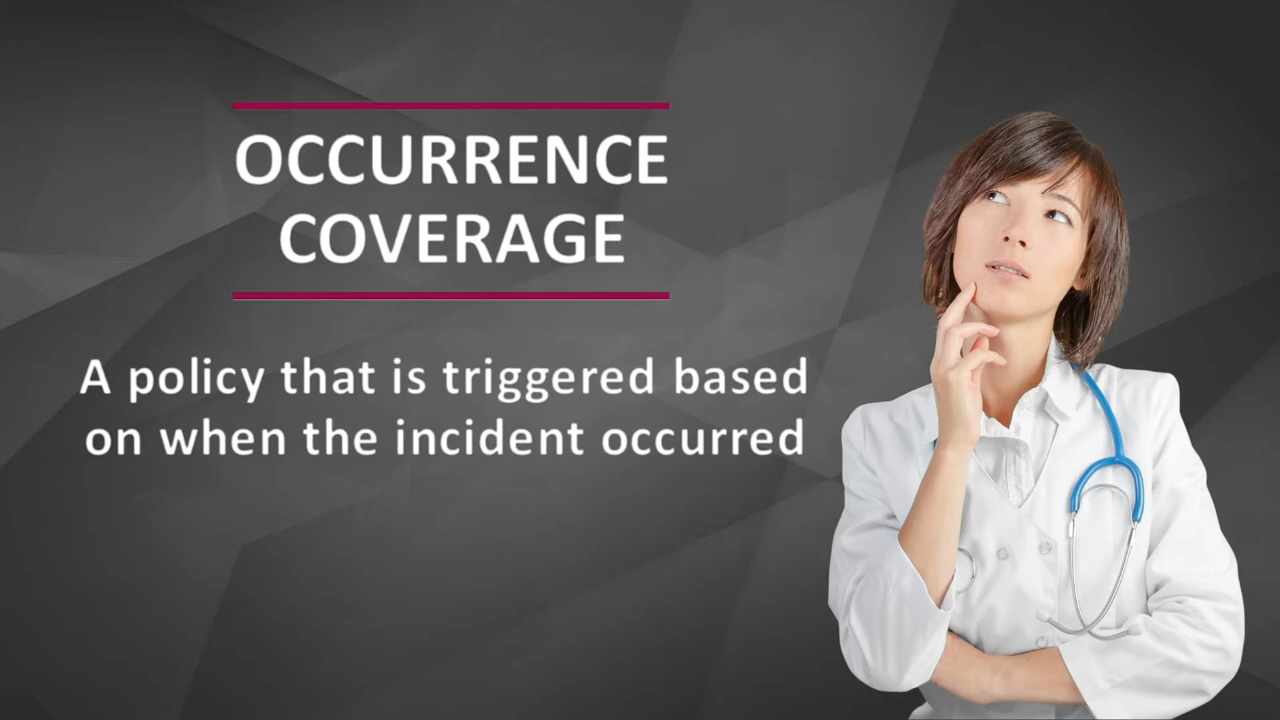 OCCURRENCE
COVERAGE
A policy that is triggered based
on when the incident occurred